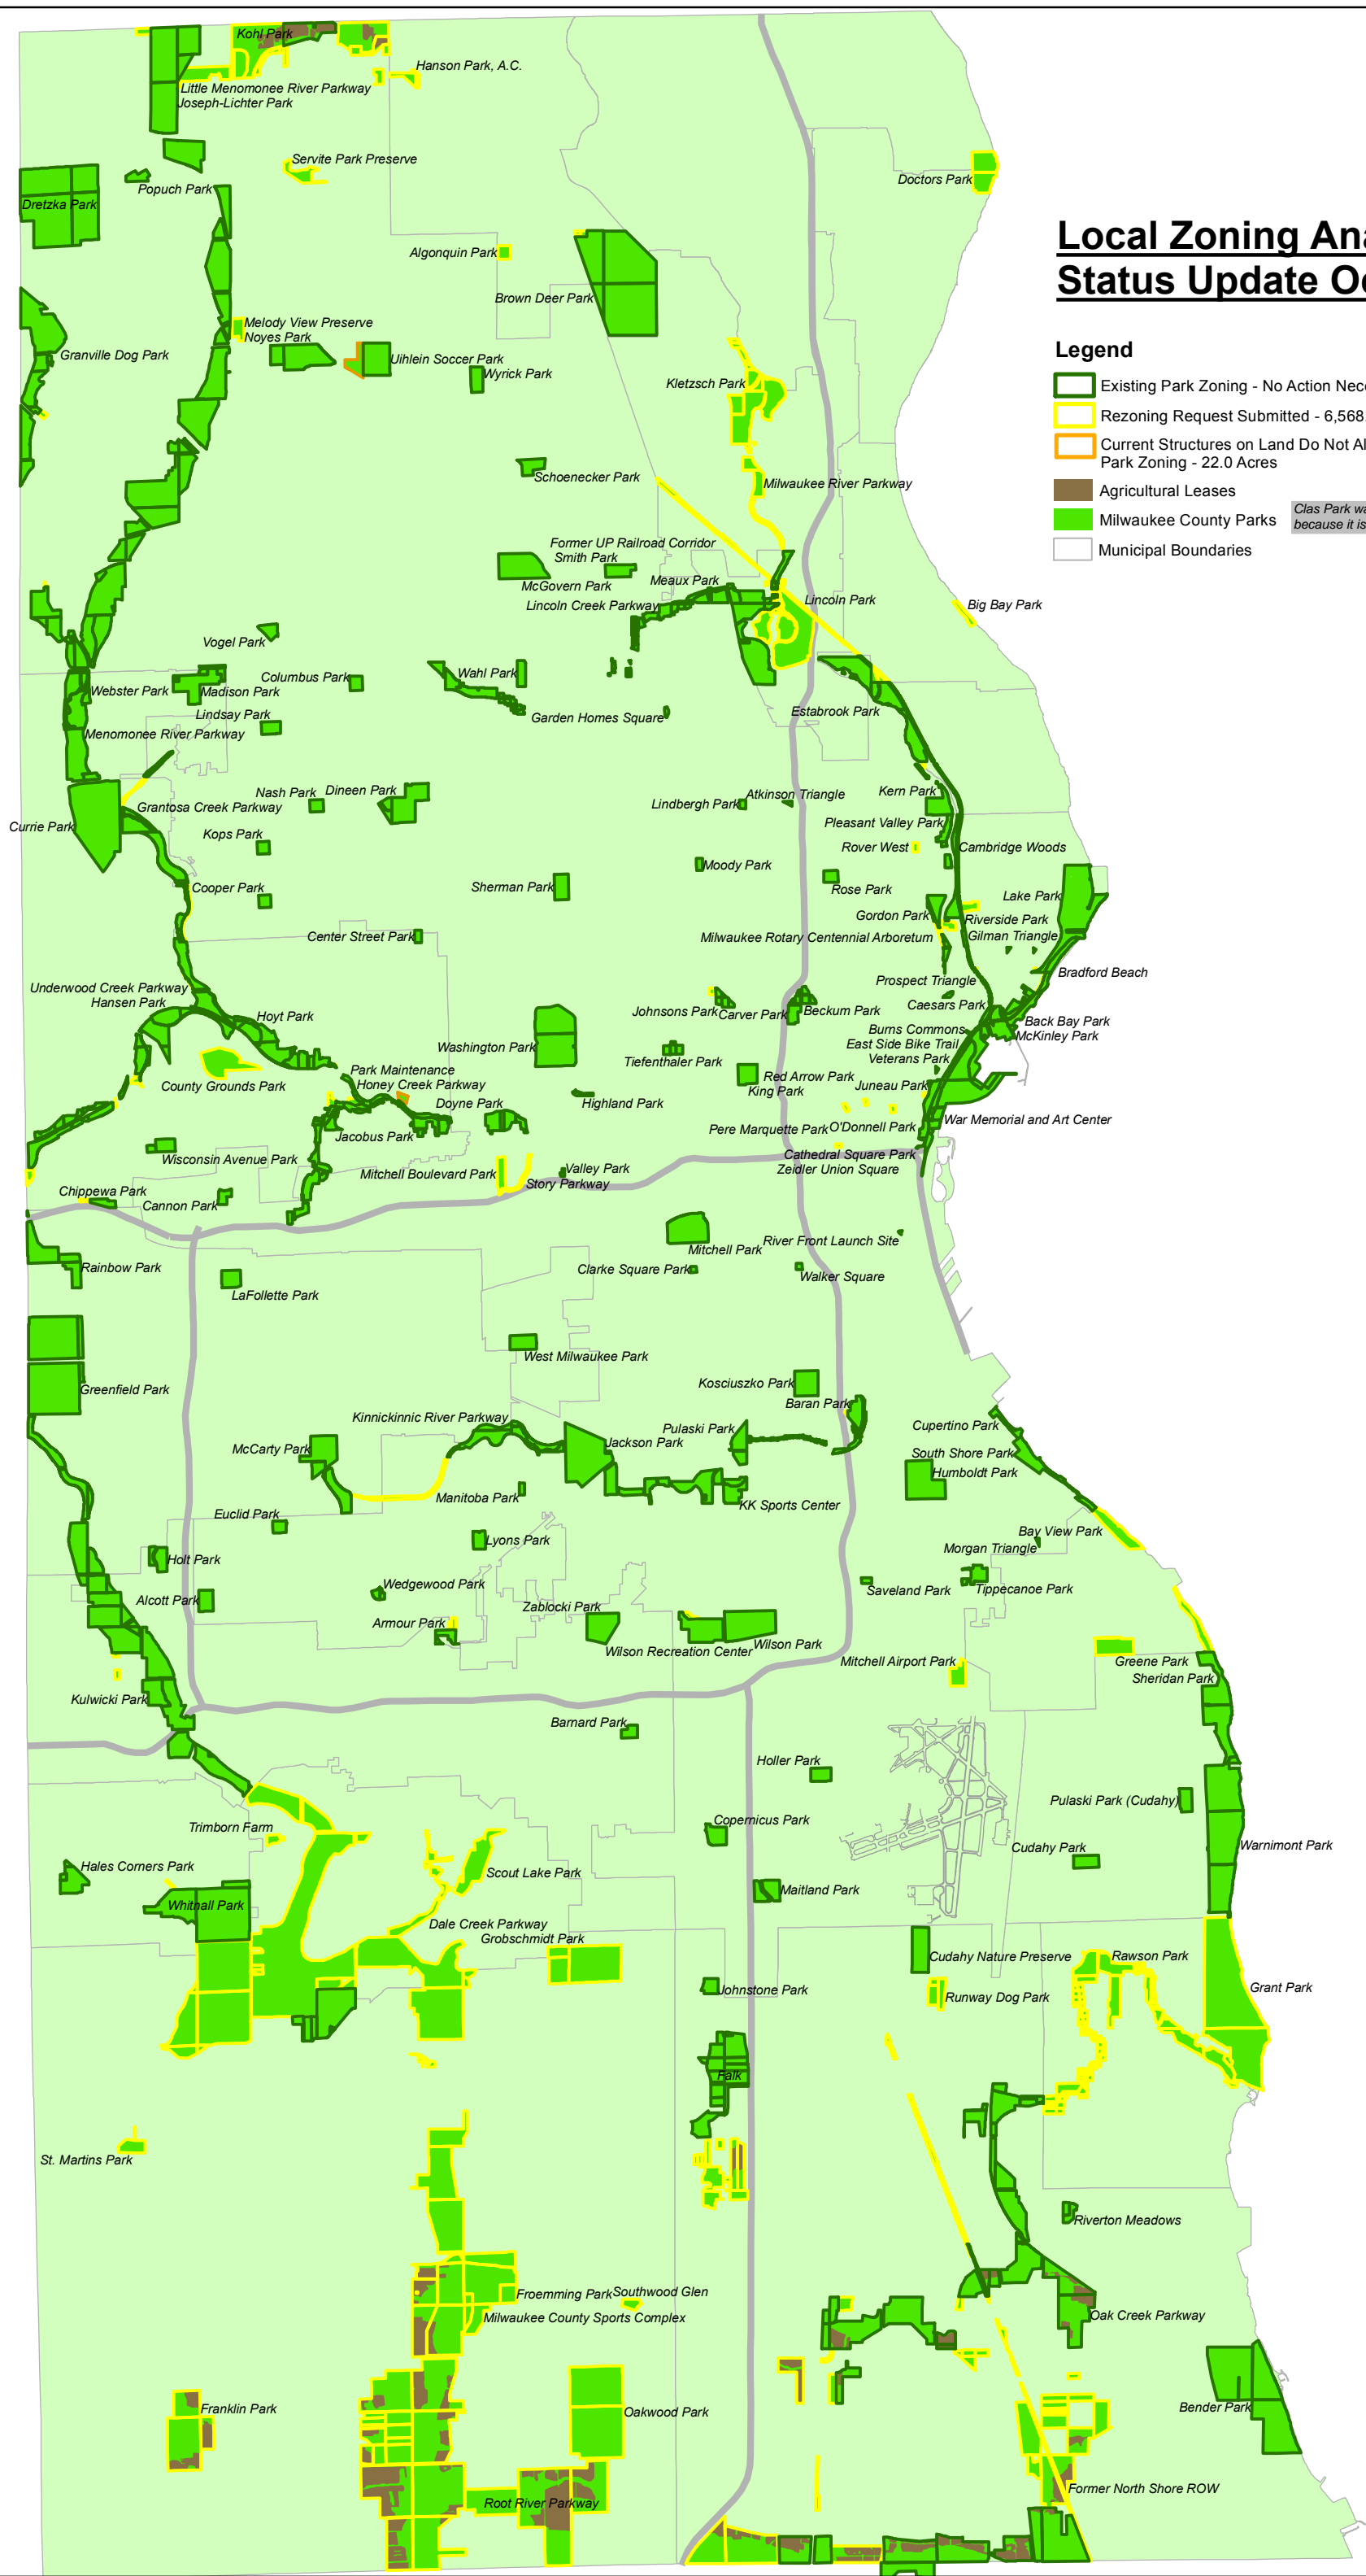 Kohl Park
Hanson Park, A.C.
Little Menomonee River Parkway
Joseph-Lichter Park
Servite Park Preserve
Doctors Park
Popuch Park
Dretzka Park
Local Zoning
Status Update
Algonquin Park
Brown Deer Park
Melody View Preserve
Noyes Park
Granville Dog Park
Uihlein Soccer Park
Wyrick Park
Kletzsch Park
Legend
Existing Park Zoning - No Action
Rezoning Request Submitted - 6,568.
Current Structures on Land Do Not
Park Zoning - 22.0 Acres
Agricultural Leases
Milwaukee County Parks
Clas Park
because it is
Municipal Boundaries
Schoenecker Park
Milwaukee River Parkway
Former UP Railroad Corridor
Smith Park
McGovern Park
Meaux Park
Lincoln Creek Parkway
Lincoln Park
Big Bay Park
Vogel Park
Columbus Park
Wahl Park
Webster Park
Madison Park
Lindsay Park
Garden Homes Square
Estabrook Park
Menomonee River Parkway
Nash Park
Dineen Park
Grantosa Creek Parkway
Lindbergh Park
Atkinson Triangle
Kern Park
Currie Park
Kops Park
Pleasant Valley Park
Rover West
Cambridge Woods
Moody Park
Cooper Park
Sherman Park
Rose Park
Lake Park
Gordon Park
Riverside Park
Center Street Park
Milwaukee Rotary Centennial Arboretum
Gilman Triangle
Bradford Beach
Underwood Creek Parkway
Hansen Park
Prospect Triangle
Caesars Park
Hoyt Park
Johnsons Park
Carver Park
Beckum Park
Back Bay Park
McKinley Park
Burns Commons
East Side Bike Trail
Veterans Park
Washington Park
Tiefenthaler Park
Park Maintenance
County Grounds Park
Honey Creek Parkway
Red Arrow Park
King Park
Juneau Park
Doyne Park
Highland Park
War Memorial and Art Center
Jacobus Park
Pere Marquette Park
O'Donnell Park
Wisconsin Avenue Park
Mitchell Boulevard Park
Valley Park
Story Parkway
Cathedral Square Park
Zeidler Union Square
Chippewa Park
Cannon Park
Mitchell Park
River Front Launch Site
Rainbow Park
Clarke Square Park
Walker Square
LaFollette Park
West Milwaukee Park
Greenfield Park
Kosciuszko Park
Baran Park
Kinnickinnic River Parkway
Pulaski Park
Cupertino Park
McCarty Park
Jackson Park
South Shore Park
Humboldt Park
Manitoba Park
KK Sports Center
Euclid Park
Lyons Park
Bay View Park
Morgan Triangle
Holt Park
Wedgewood Park
Saveland Park
Tippecanoe Park
Alcott Park
Zablocki Park
Armour Park
Wilson Recreation Center
Wilson Park
Mitchell Airport Park
Greene Park
Sheridan Park
Kulwicki Park
Barnard Park
Holler Park
Pulaski Park (Cudahy)
Copernicus Park
Trimborn Farm
Cudahy Park
Warnimont Park
Hales Corners Park
Scout Lake Park
Maitland Park
Whitnall Park
Dale Creek Parkway
Grobschmidt Park
Cudahy Nature Preserve
Rawson Park
Johnstone Park
Runway Dog Park
Grant Park
Falk
St. Martins Park
Riverton Meadows
Froemming Park
Southwood Glen
Milwaukee County Sports Complex
Oak Creek Parkway
Franklin Park
Oakwood Park
Bender Park
Former North Shore ROW
Root River Parkway